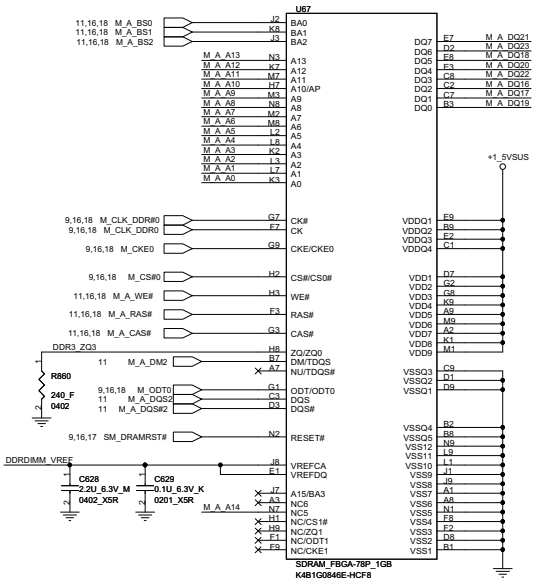 U67
11,16,18 M_A_BS0 J2 BA0
11,16,18 M_A_BS1 K8 BA1
11,16,18 M_A_BS2 J3 BA2
M_A_A13 N3 A13
M_A_A12 K7 A12
M_A_A11 M7 A11
M_A_A10 H7 A10/AP
M_A_A9 M3 A9
M_A_A8 N8 A8
M_A_A7 M2 A7
M_A_A6 M8 A6
M_A_A5 L2 A5
M_A_A4 L8 A4
M_A_A3 K2 A3
M_A_A2 L3 A2
M_A_A1 L7 A1
M_A_A0 K3 A0
DQ7 E7 M_A_DQ21
DQ6 D2 M_A_DQ23
DQ5 E8 M_A_DQ18
DQ4 E3 M_A_DQ20
DQ3 C8 M_A_DQ22
DQ2 C2 M_A_DQ16
DQ1 C7 M_A_DQ17
DQ0 B3 M_A_DQ19
+1_5VSUS
9,16,18 M_CLK_DDR#0 G7 CK#
9,16,18 M_CLK_DDR0 F7 CK
9,16,18 M_CKE0 G9 CKE/CKE0
9,16,18 M_CS#0 H2 CS#/CS0#
11,16,18 M_A_WE# H3 WE#
11,16,18 M_A_RAS# F3 RAS#
11,16,18 M_A_CAS# G3 CAS#
DDR3_ZQ3 H8 ZQ/ZQ0
11 M_A_DM2 B7 DM/TDQS
A7 NU/TDQS#
9,16,18 M_ODT0 G1 ODT/ODT0
11 M_A_DQS2 C3 DQS
11 M_A_DQS#2 D3 DQS#
9,16,17 SM_DRAMRST# N2 RESET#
1
R860
240_F
0402
2
DDRDIMM_VREF J8 VREFCA
E1 VREFDQ
1
C628
2.2U_6.3V_M
0402_X5R
2
1
C629
0.1U_6.3V_K
0201_X5R
2
J7 A15/BA3
A3 NC6
M_A_A14 N7 NC5
H1 NC/CS1#
H9 NC/ZQ1
F1 NC/ODT1
F9 NC/CKE1
VDDQ1 E9
VDDQ2 B9
VDDQ3 E2
VDDQ4 C1
VDD1 D7
VDD2 G2
VDD3 G8
VDD4 K9
VDD5 A9
VDD6 M9
VDD7 A2
VDD8 K1
VDD9 M1
VSSQ3 C9
VSSQ2 D1
VSSQ1 D9
VSSQ4 B2
VSSQ5 B8
VSS12 N9
VSS11 L9
VSS10 L1
VSS9 J1
VSS8 J9
VSS7 A1
VSS6 A8
VSS5 N1
VSS4 F8
VSS3 F2
VSS2 D8
VSS1 B1
SDRAM_FBGA-78P_1GB
K4B1G0846E-HCF8